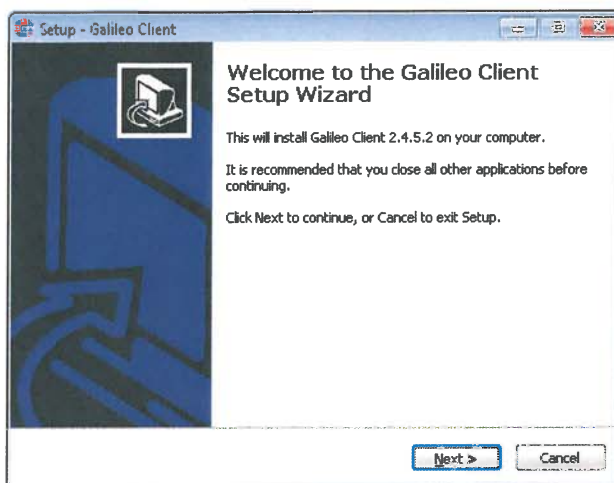 Setup - Galileo Client
Welcome to the Galileo Client
Setup Wizard
This will install Galileo Client 2.4.5.2 on your computer.
It is recommended that you close all other applications before
continuing.
Click Next to continue, or Cancel to exit Setup.
Next >
Cancel